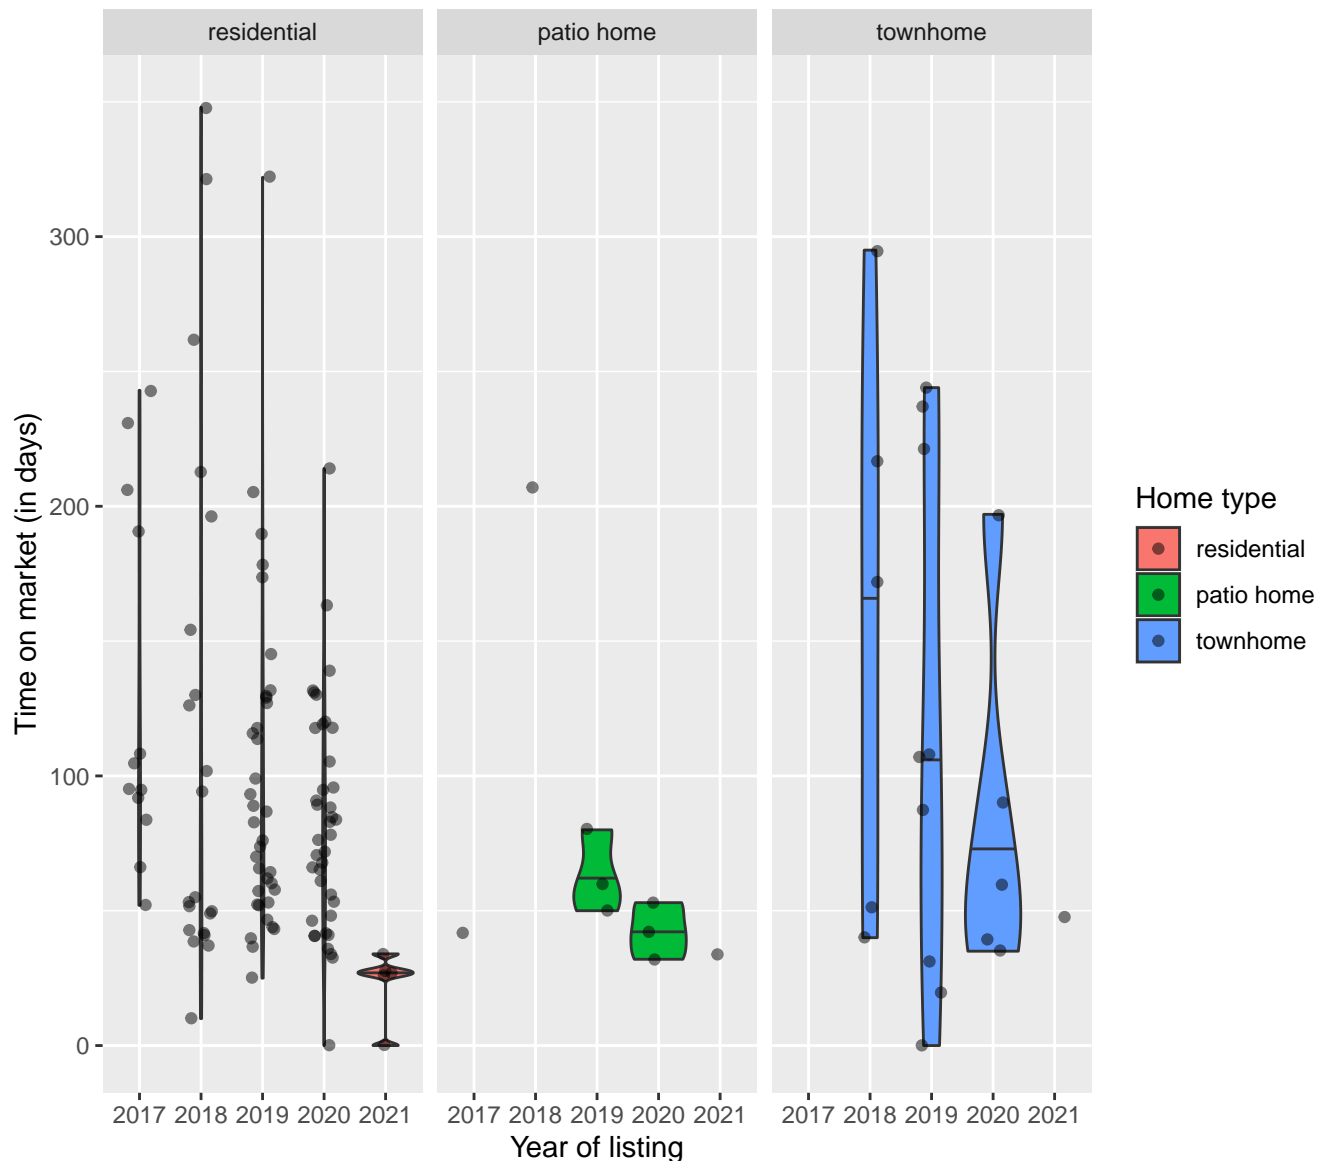 residential
patio home
townhome
Time on market (in days)
300
200
100
0
2017 2018 2019 2020 2021
2017 2018 2019 2020 2021
2017 2018 2019 2020 2021
Year of listing
Home type
residential
patio home
townhome